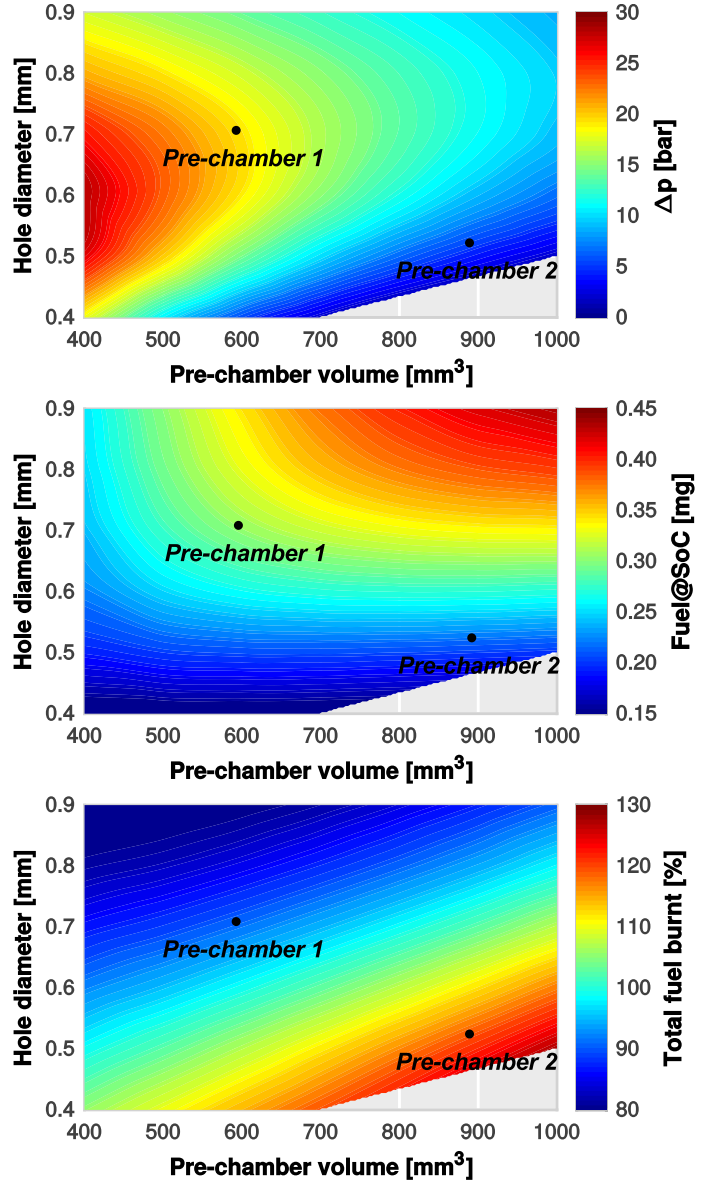 0.9
0.8
0.7
0.6
0.5
0.4
Hole diameter [mm]
Pre-chamber 1
Pre-chamber 2
400 500 600 700 800 900 1000
Pre-chamber volume [mm³]
30
25
20
15
10
5
0
Δp [bar]
0.9
0.8
0.7
0.6
0.5
0.4
Hole diameter [mm]
Pre-chamber 1
Pre-chamber 2
400 500 600 700 800 900 1000
Pre-chamber volume [mm³]
0.45
0.40
0.35
0.30
0.25
0.20
0.15
Fuel@SoC [mg]
0.9
0.8
0.7
0.6
0.5
0.4
Hole diameter [mm]
Pre-chamber 1
Pre-chamber 2
400 500 600 700 800 900 1000
Pre-chamber volume [mm³]
130
120
110
100
90
80
Total fuel burnt [%]